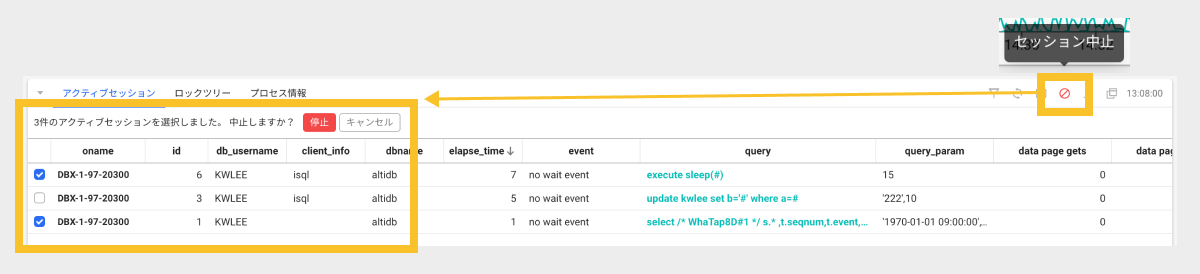 セッション中止
アクティブセッション ロックツリー プロセス情報 13:08:00
3件のアクティブセッションを選択しました。 中止しますか？ 停止 キャンセル
oname id db_username client_info dbname elapse_time event query query_param data page gets data pag
DBX-1-97-20300 6 KWLEE isql altidb 7 no wait event execute sleep(#) 15 0
DBX-1-97-20300 3 KWLEE isql altidb 5 no wait event update kwlee set b='#' where a=# '222',10 0
DBX-1-97-20300 1 KWLEE altidb 1 no wait event select /* WhaTap8D#1 */ s.* ,t.seqnum,t.event,... '1970-01-01 09:00:00',.. 0